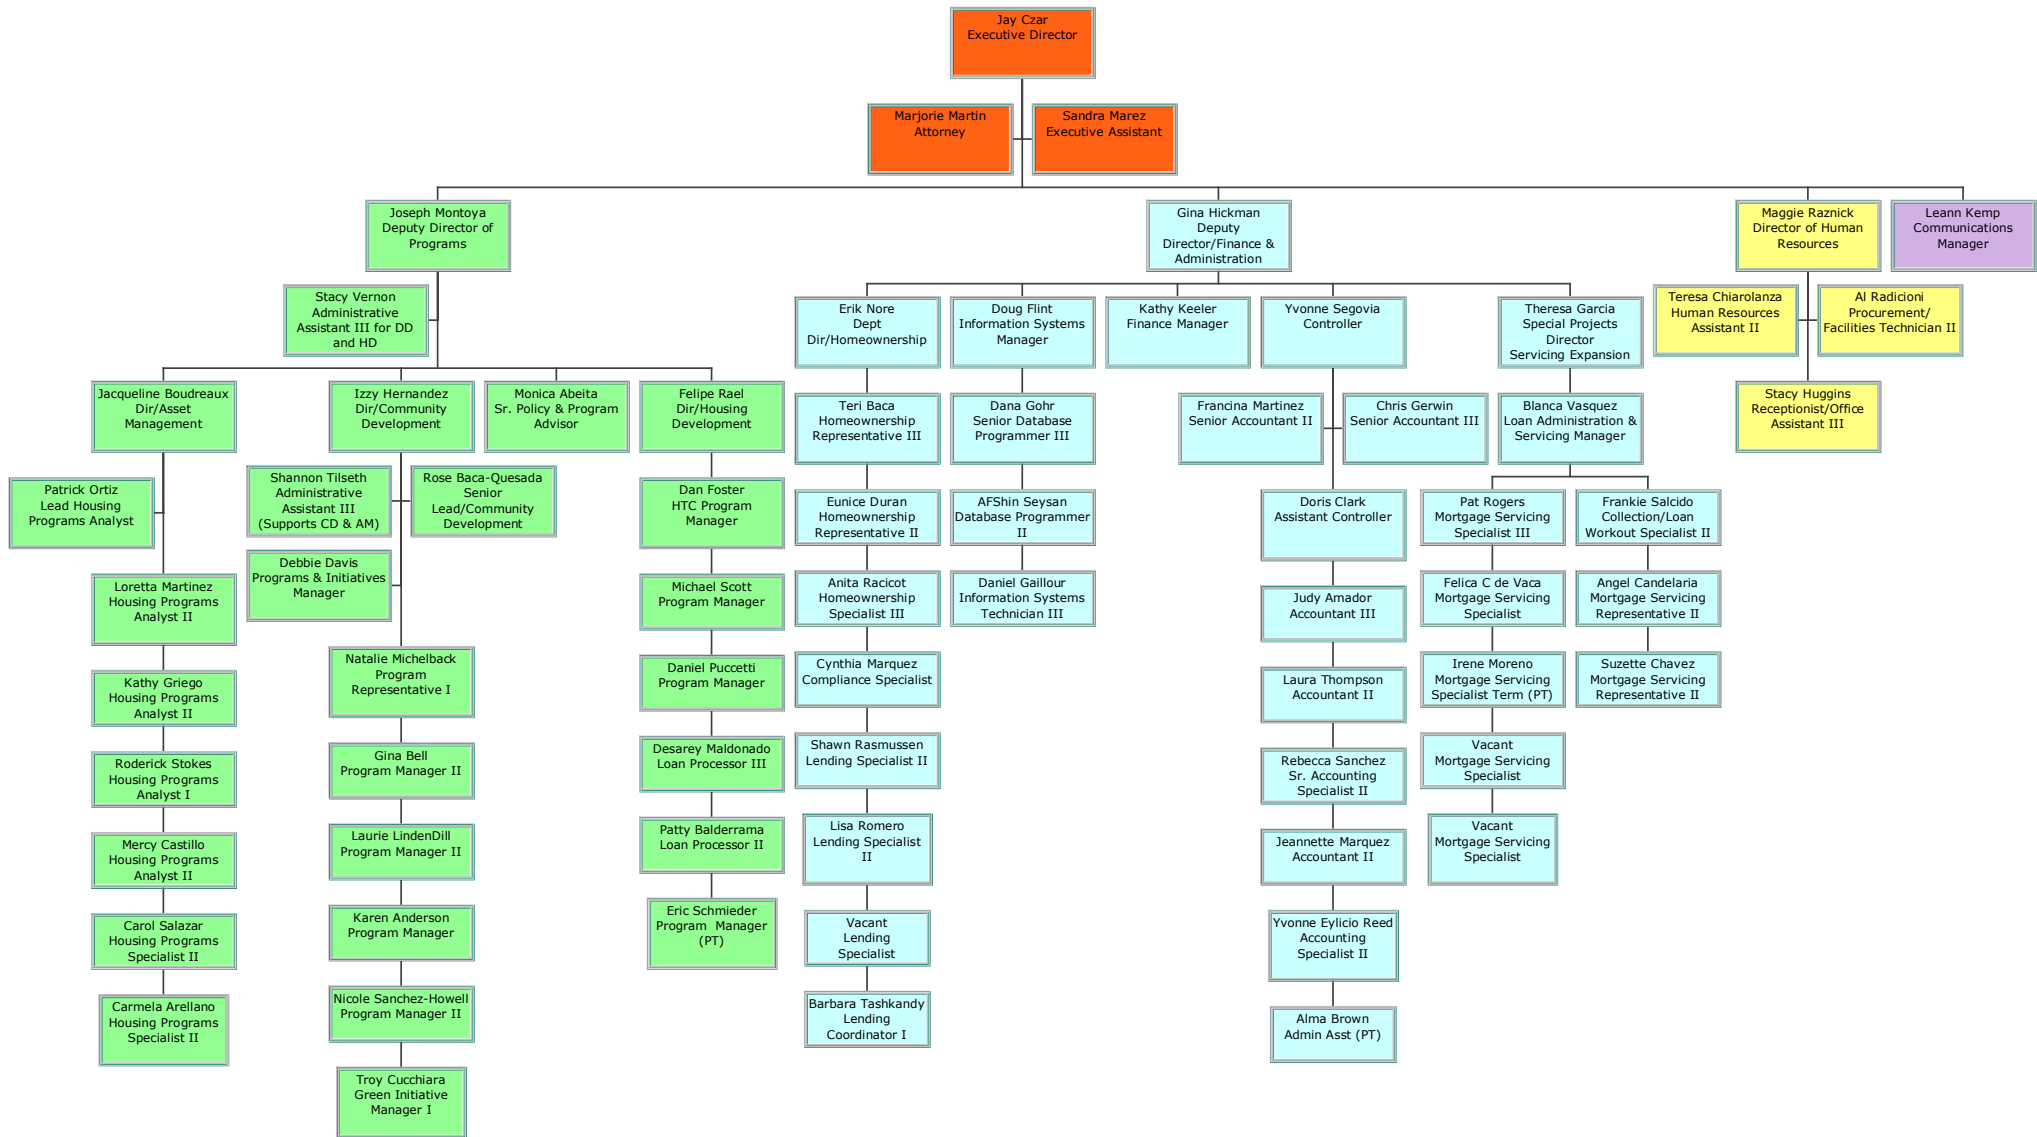 Jay Czar
Executive Director
Marjorie Martin
Attorney
Sandra Marez
Executive Assistant
Joseph Montoya
Deputy Director of
Programs
Gina Hickman
Deputy
Director/Finance &
Administration
Maggie Raznick
Director of Human
Resources
Leann Kemp
Communications
Manager
Stacy Vernon
Administrative
Assistant III for DD
and HD
Erik Nore
Dept
Dir/Homeownership
Doug Flint
Information Systems
Manager
Kathy Keeler
Finance Manager
Yvonne Segovia
Controller
Theresa Garcia
Special Projects
Director
Servicing Expansion
Teresa Chiarolanza
Human Resources
Assistant II
Al Radicioni
Procurement/
Facilities Technician II
Stacy Huggins
Receptionist/Office
Assistant III
Jacqueline Boudreaux
Dir/Asset
Management
Izzy Hernandez
Dir/Community
Development
Monica Abeita
Sr. Policy & Program
Advisor
Felipe Rael
Dir/Housing
Development
Patrick Ortiz
Lead Housing
Programs Analyst
Loretta Martinez
Housing Programs
Analyst II
Kathy Griego
Housing Programs
Analyst II
Roderick Stokes
Housing Programs
Analyst I
Mercy Castillo
Housing Programs
Analyst II
Carol Salazar
Housing Programs
Specialist II
Carmela Arellano
Housing Programs
Specialist II
Shannon Tilseth
Administrative
Assistant III
(Supports CD & AM)
Rose Baca-Quesada
Senior
Lead/Community
Development
Debbie Davis
Programs & Initiatives
Manager
Natalie Michelback
Program
Representative I
Gina Bell
Program Manager II
Laurie LindenDill
Program Manager II
Karen Anderson
Program Manager
Nicole Sanchez-Howell
Program Manager II
Troy Cucchiara
Green Initiative
Manager I
Dan Foster
HTC Program
Manager
Michael Scott
Program Manager
Daniel Puccetti
Program Manager
Desarey Maldonado
Loan Processor III
Patty Balderrama
Loan Processor II
Eric Schmieder
Program  Manager
(PT)
Teri Baca
Homeownership
Representative III
Eunice Duran
Homeownership
Representative II
Anita Racicot
Homeownership
Specialist III
Cynthia Marquez
Compliance Specialist
Shawn Rasmussen
Lending Specialist II
Lisa Romero
Lending Specialist
II
Vacant
Lending
Specialist
Barbara Tashkandy
Lending
Coordinator I
Dana Gohr
Senior Database
Programmer III
AFShin Seysan
Database Programmer
II
Daniel Gaillour
Information Systems
Technician III
Francina Martinez
Senior Accountant II
Chris Gerwin
Senior Accountant III
Doris Clark
Assistant Controller
Judy Amador
Accountant III
Laura Thompson
Accountant II
Rebecca Sanchez
Sr. Accounting
Specialist II
Jeannette Marquez
Accountant II
Yvonne Eylicio Reed
Accounting
Specialist II
Alma Brown
Admin Asst (PT)
Blanca Vasquez
Loan Administration &
Servicing Manager
Pat Rogers
Mortgage Servicing
Specialist III
Felica C de Vaca
Mortgage Servicing
Specialist
Irene Moreno
Mortgage Servicing
Specialist Term (PT)
Vacant
Mortgage Servicing
Specialist
Vacant
Mortgage Servicing
Specialist
Frankie Salcido
Collection/Loan
Workout Specialist II
Angel Candelaria
Mortgage Servicing
Representative II
Suzette Chavez
Mortgage Servicing
Representative II